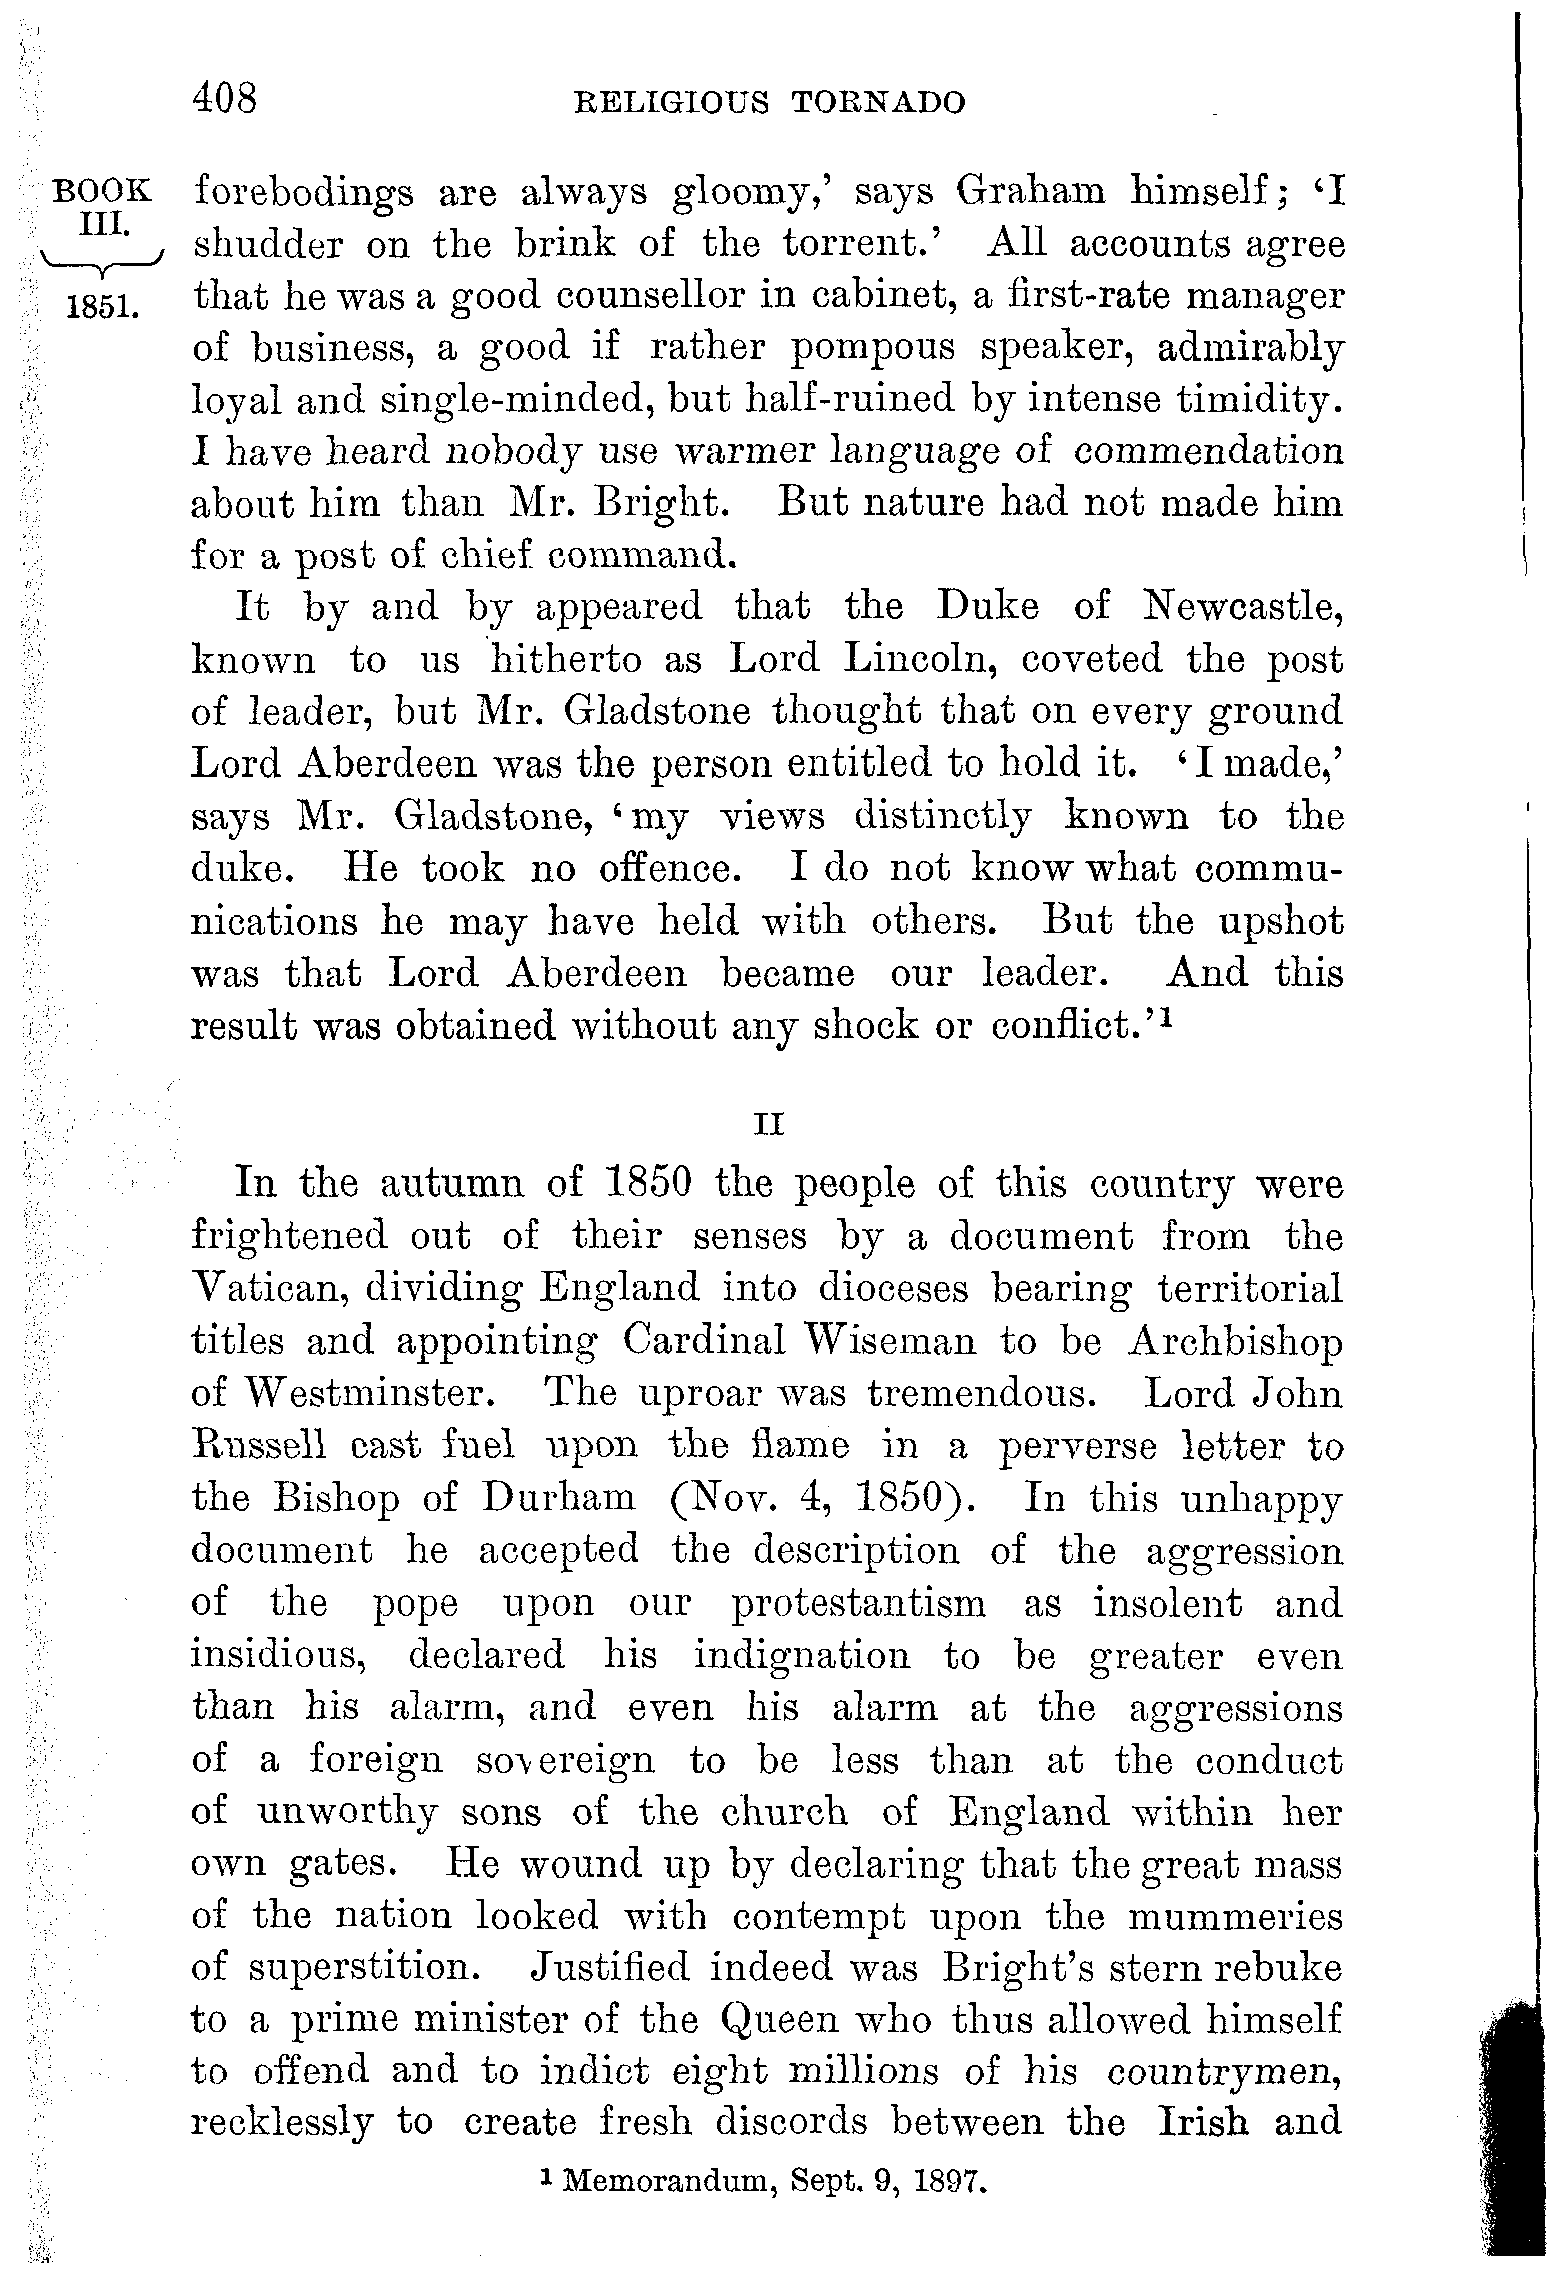 408 RELIGIOUS TORNADO
BOOK
III.
1851.
forebodings are always gloomy,’ says Graham himself; ‘I
shudder on the brink of the torrent.’ All accounts agree
that he was a good counsellor in cabinet, a first-rate manager
of business, a good if rather pompous speaker, admirably
loyal and single-minded, but half-ruined by intense timidity.
I have heard nobody use warmer language of commendation
about him than Mr. Bright. But nature had not made him
for a post of chief command.
It by and by appeared that the Duke of Newcastle,
known to us hitherto as Lord Lincoln, coveted the post
of leader, but Mr. Gladstone thought that on every ground
Lord Aberdeen was the person entitled to hold it. ‘I made,’
says Mr. Gladstone, ‘my views distinctly known to the
duke. He took no offence. I do not know what commu-
nications he may have held with others. But the upshot
was that Lord Aberdeen became our leader. And this
result was obtained without any shock or conflict.’1
II
In the autumn of 1850 the people of this country were
frightened out of their senses by a document from the
Vatican, dividing England into dioceses bearing territorial
titles and appointing Cardinal Wiseman to be Archbishop
of Westminster. The uproar was tremendous. Lord John
Russell cast fuel upon the flame in a perverse letter to
the Bishop of Durham (Nov. 4, 1850). In this unhappy
document he accepted the description of the aggression
of the pope upon our protestantism as insolent and
insidious, declared his indignation to be greater even
than his alarm, and even his alarm at the aggressions
of a foreign sovereign to be less than at the conduct
of unworthy sons of the church of England within her
own gates. He wound up by declaring that the great mass
of the nation looked with contempt upon the mummeries
of superstition. Justified indeed was Bright’s stern rebuke
to a prime minister of the Queen who thus allowed himself
to offend and to indict eight millions of his countrymen,
recklessly to create fresh discords between the Irish and
1 Memorandum, Sept. 9, 1897.